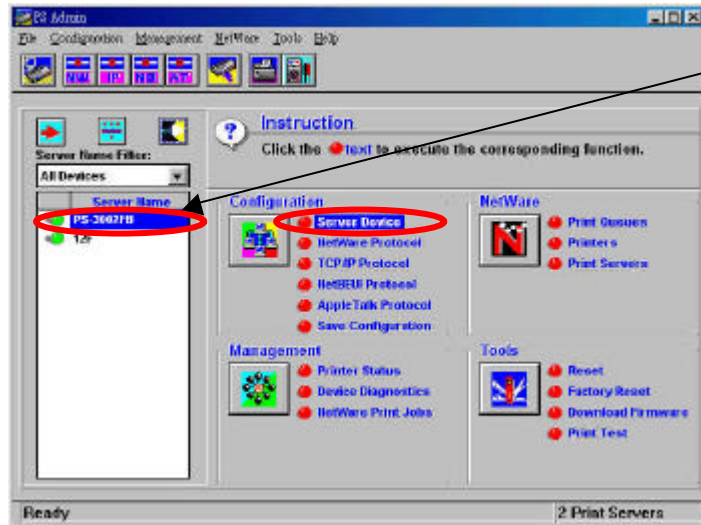 PS Admin
File Configuration Management NetWare Tools Help
NW IP NB AT
Instruction
Click the text to execute the corresponding function.
Server Name Filter:
All Devices
Server Name
12F
Configuration
Server Device
NetWare Protocol
TCP/IP Protocol
NetBEUI Protocol
AppleTalk Protocol
Save Configuration
NetWare
N
Print Queues
Printers
Print Servers
Management
Printer Status
Device Diagnostics
NetWare Print Jobs
Tools
Reset
Factory Reset
Download Firmware
Print Test
Ready
2 Print Servers